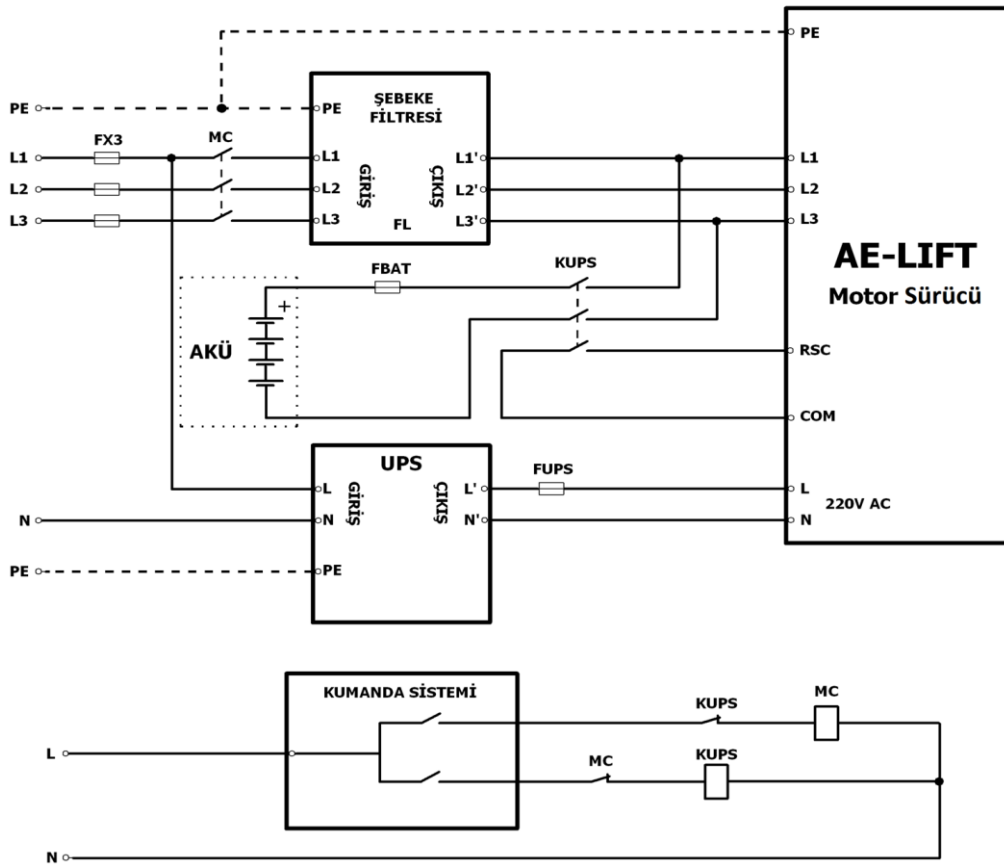 PE
PE
PE
ŞEBEKE
FİLTRESİ
FX3
MC
L1
L1
L1'
L1
L2
L2
L2'
L2
L3
L3
L3'
L3
GİRİŞ
ÇIKIŞ
FL
AE-LIFT
Motor Sürücü
FBAT
KUPS
+
AKÜ
RSC
COM
UPS
FUPS
L
L'
L
GİRİŞ
ÇIKIŞ
220V AC
N
N
N'
N
PE
PE
KUMANDA SİSTEMİ
KUPS
MC
L
MC
KUPS
N